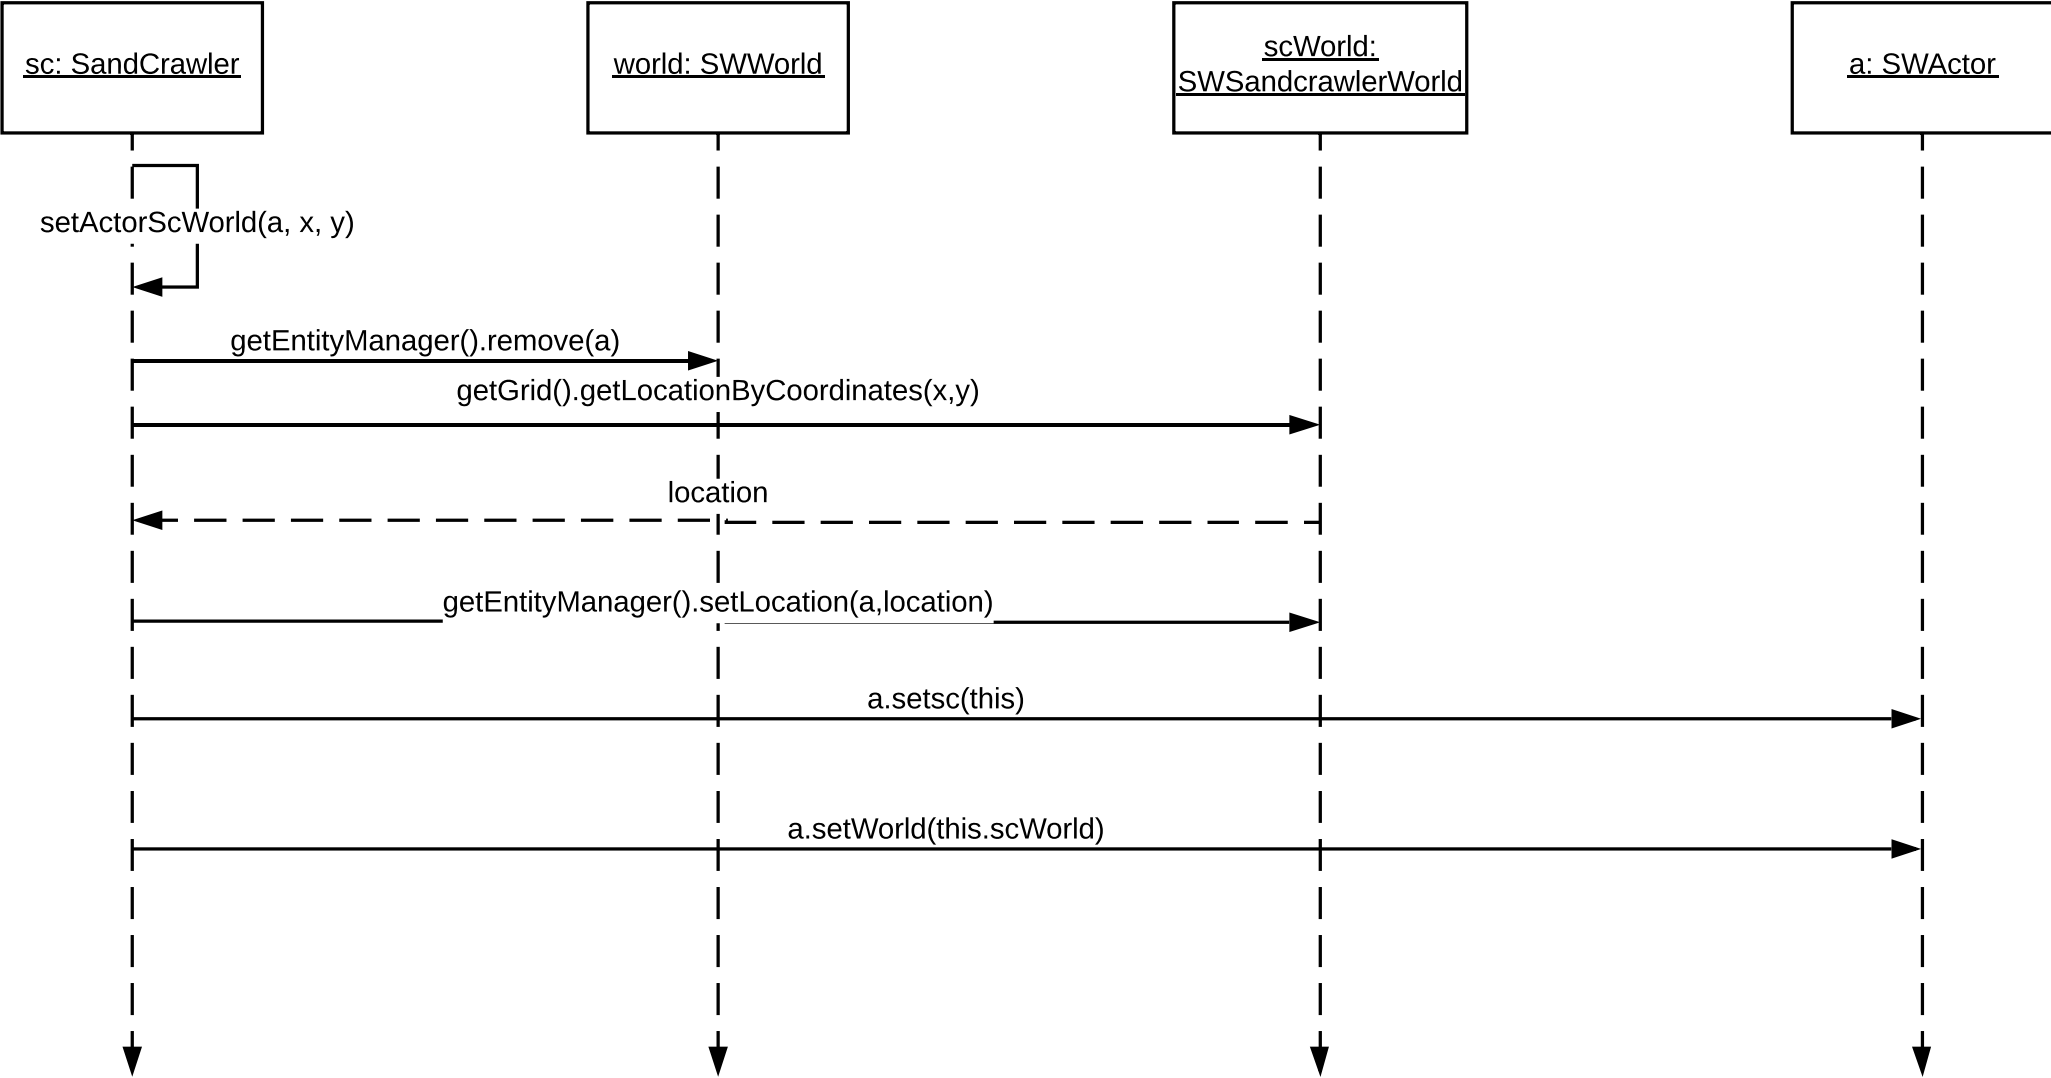 sc: SandCrawler
world: SWWorld
scWorld:
SWSandcrawlerWorld
a: SWActor
setActorScWorld(a, x, y)
getEntityManager().remove(a)
getGrid().getLocationByCoordinates(x,y)
location
getEntityManager().setLocation(a,location)
a.setsc(this)
a.setWorld(this.scWorld)